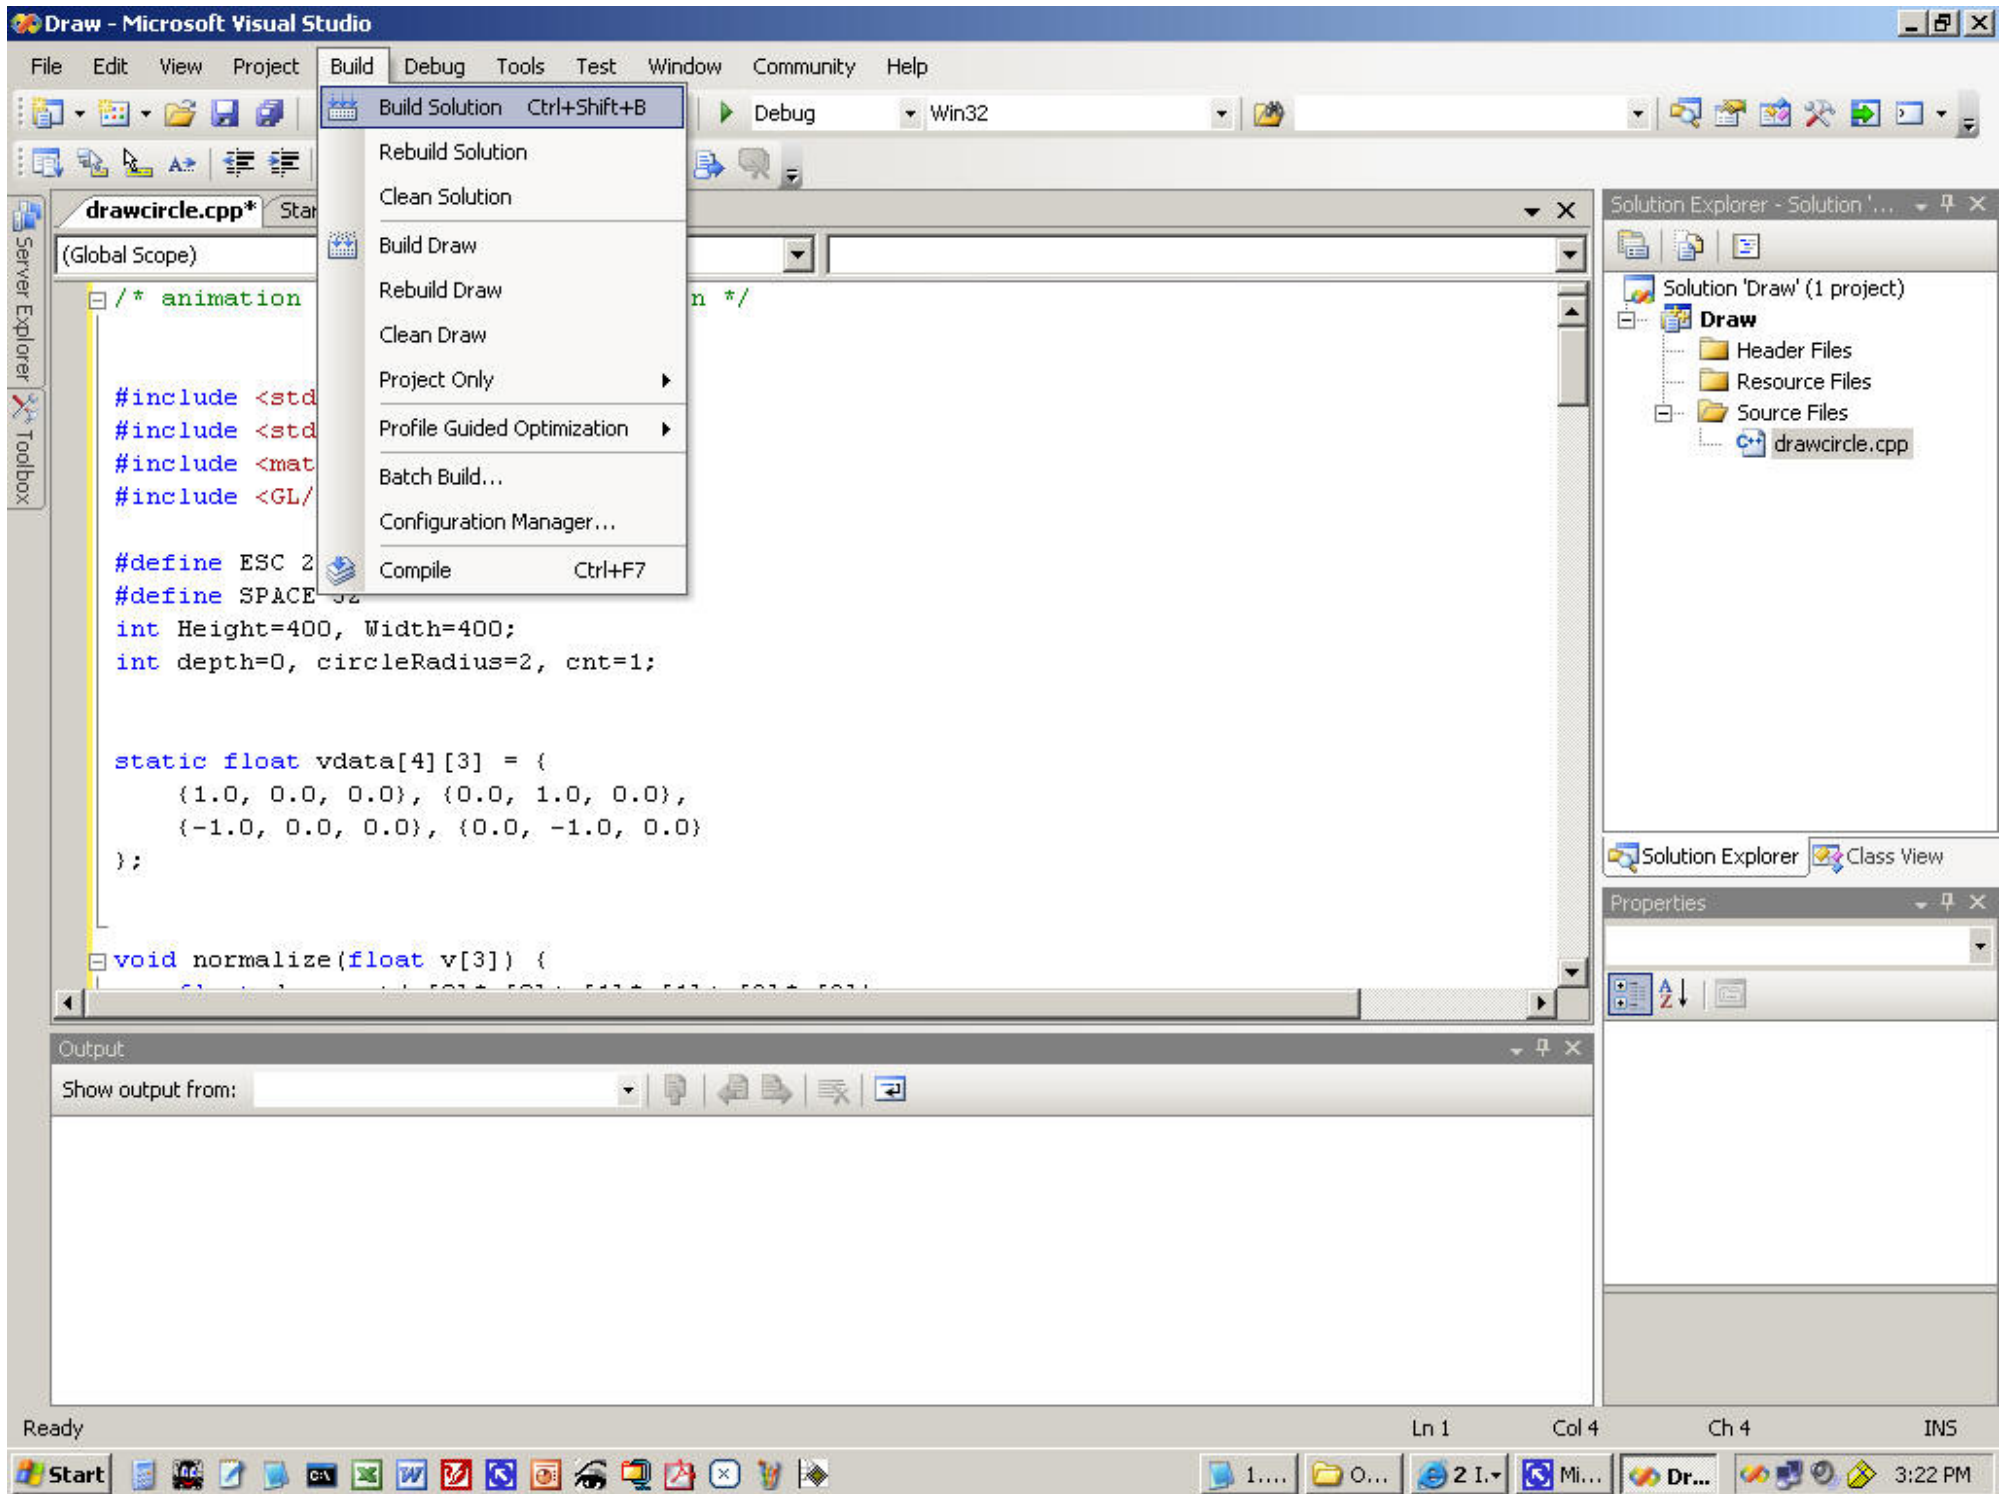 Draw - Microsoft Visual Studio
File Edit View Project Build Debug Tools Test Window Community Help
Build Solution Ctrl+Shift+B
Debug Win32
Rebuild Solution
Clean Solution
Build Draw
Rebuild Draw
Clean Draw
Project Only
Profile Guided Optimization
Batch Build...
Configuration Manager...
Compile Ctrl+F7
Server Explorer
Toolbox
drawcircle.cpp* Star
(Global Scope)
/* animation n */
#include <std
#include <std
#include <mat
#include <GL/
#define ESC 2
#define SPACE 32
int Height=400, Width=400;
int depth=0, circleRadius=2, cnt=1;
static float vdata[4][3] = {
{1.0, 0.0, 0.0}, {0.0, 1.0, 0.0},
{-1.0, 0.0, 0.0}, {0.0, -1.0, 0.0}
};
void normalize(float v[3]) {
Solution Explorer - Solution '...
Solution 'Draw' (1 project)
Draw
Header Files
Resource Files
Source Files
drawcircle.cpp
Solution Explorer Class View
Properties
Output
Show output from:
Ready Ln 1 Col 4 Ch 4 INS
Start 1.... O... 2 I. Mi... Dr... 3:22 PM